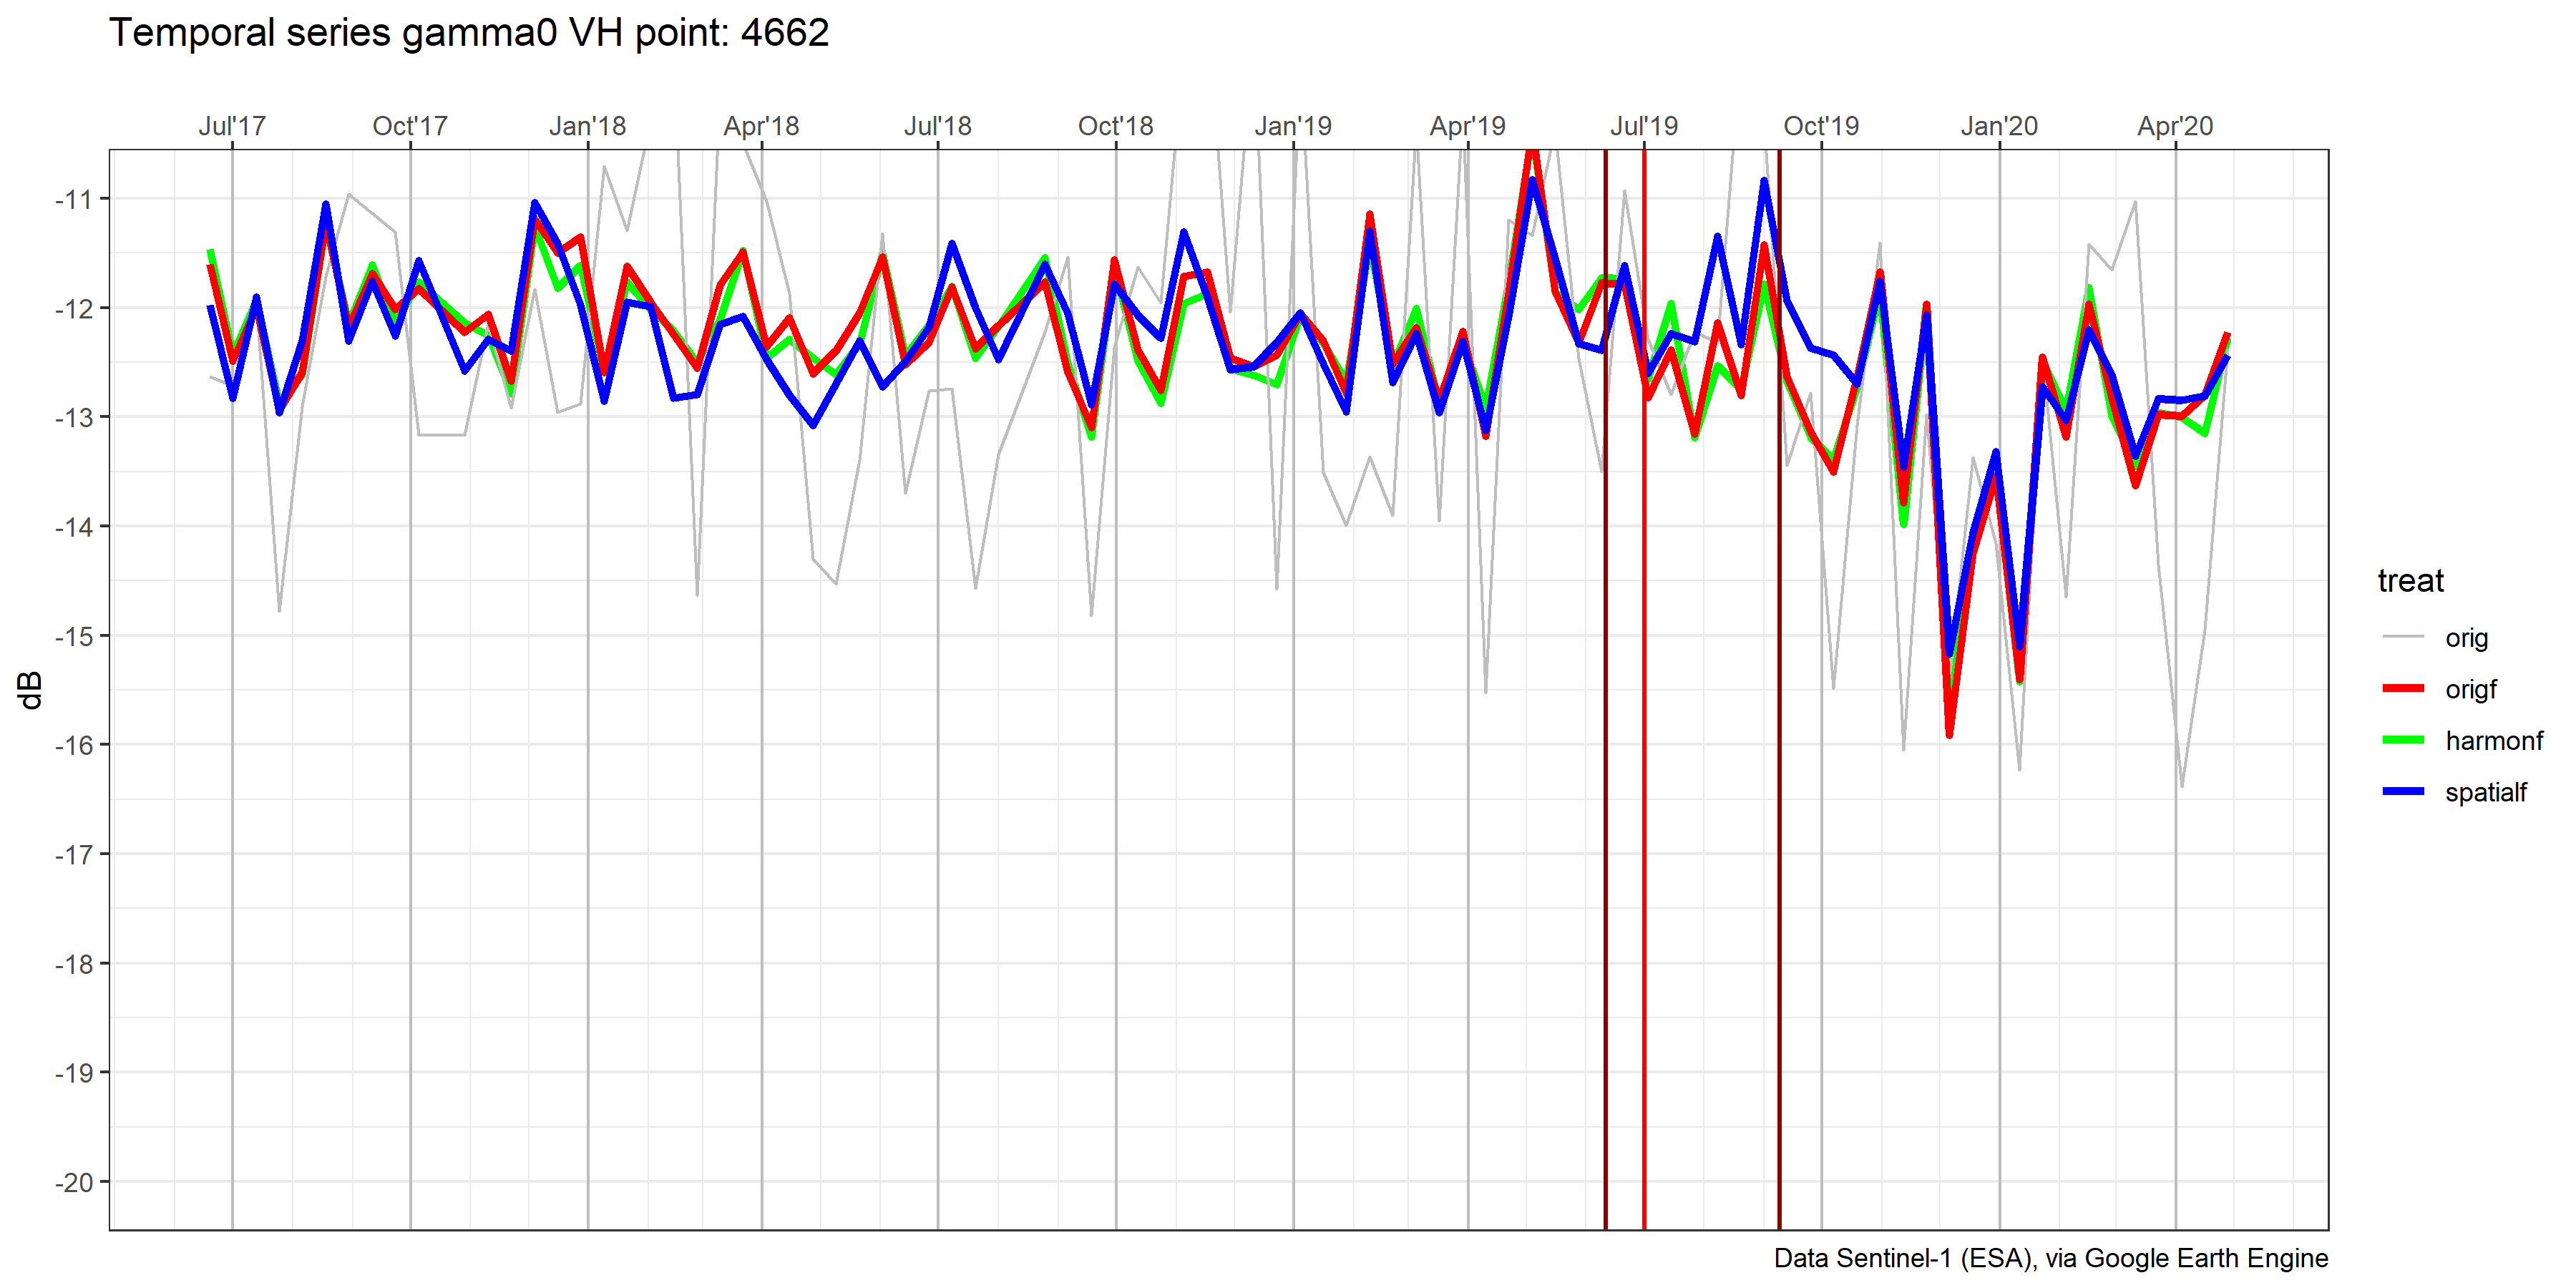 Temporal series gamma0 VH point: 4662
Jul'17 Oct'17 Jan'18 Apr'18 Jul'18 Oct'18 Jan'19 Apr'19 Jul'19 Oct'19 Jan'20 Apr'20
-11
-12
-13
-14
-15
-16
-17
-18
-19
-20
dB
treat
orig
origf
harmonf
spatialf
Data Sentinel-1 (ESA), via Google Earth Engine